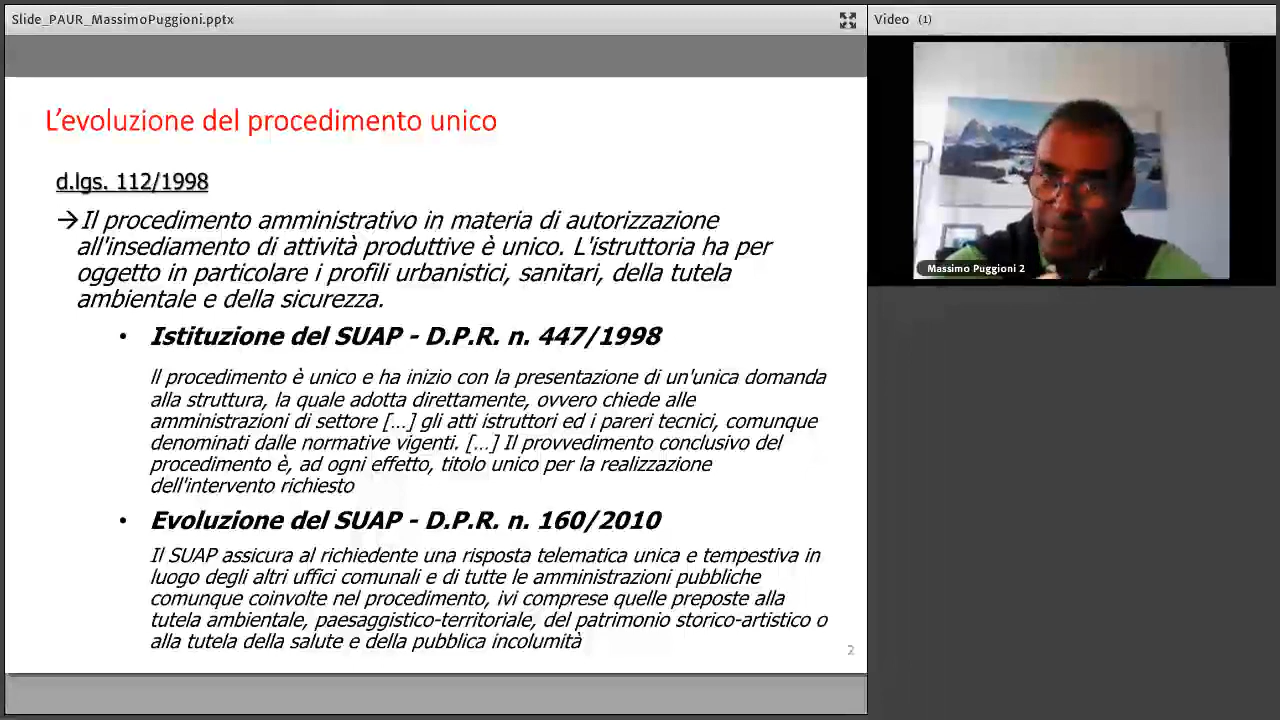 Slide_PAUR_MassimoPuggioni.pptx
Video (1)
L'evoluzione del procedimento unico
d.lgs. 112/1998
→Il procedimento amministrativo in materia di autorizzazione
all'insediamento di attività produttive è unico. L'istruttoria ha per
oggetto in particolare i profili urbanistici, sanitari, della tutela
ambientale e della sicurezza.
• Istituzione del SUAP - D.P.R. n. 447/1998
Il procedimento è unico e ha inizio con la presentazione di un'unica domanda
alla struttura, la quale adotta direttamente, ovvero chiede alle
amministrazioni di settore [...] gli atti istruttori ed i pareri tecnici, comunque
denominati dalle normative vigenti. [...] Il provvedimento conclusivo del
procedimento è, ad ogni effetto, titolo unico per la realizzazione
dell'intervento richiesto
• Evoluzione del SUAP - D.P.R. n. 160/2010
Il SUAP assicura al richiedente una risposta telematica unica e tempestiva in
luogo degli altri uffici comunali e di tutte le amministrazioni pubbliche
comunque coinvolte nel procedimento, ivi comprese quelle preposte alla
tutela ambientale, paesaggistico-territoriale, del patrimonio storico-artistico o
alla tutela della salute e della pubblica incolumità
2
Massimo Puggioni 2